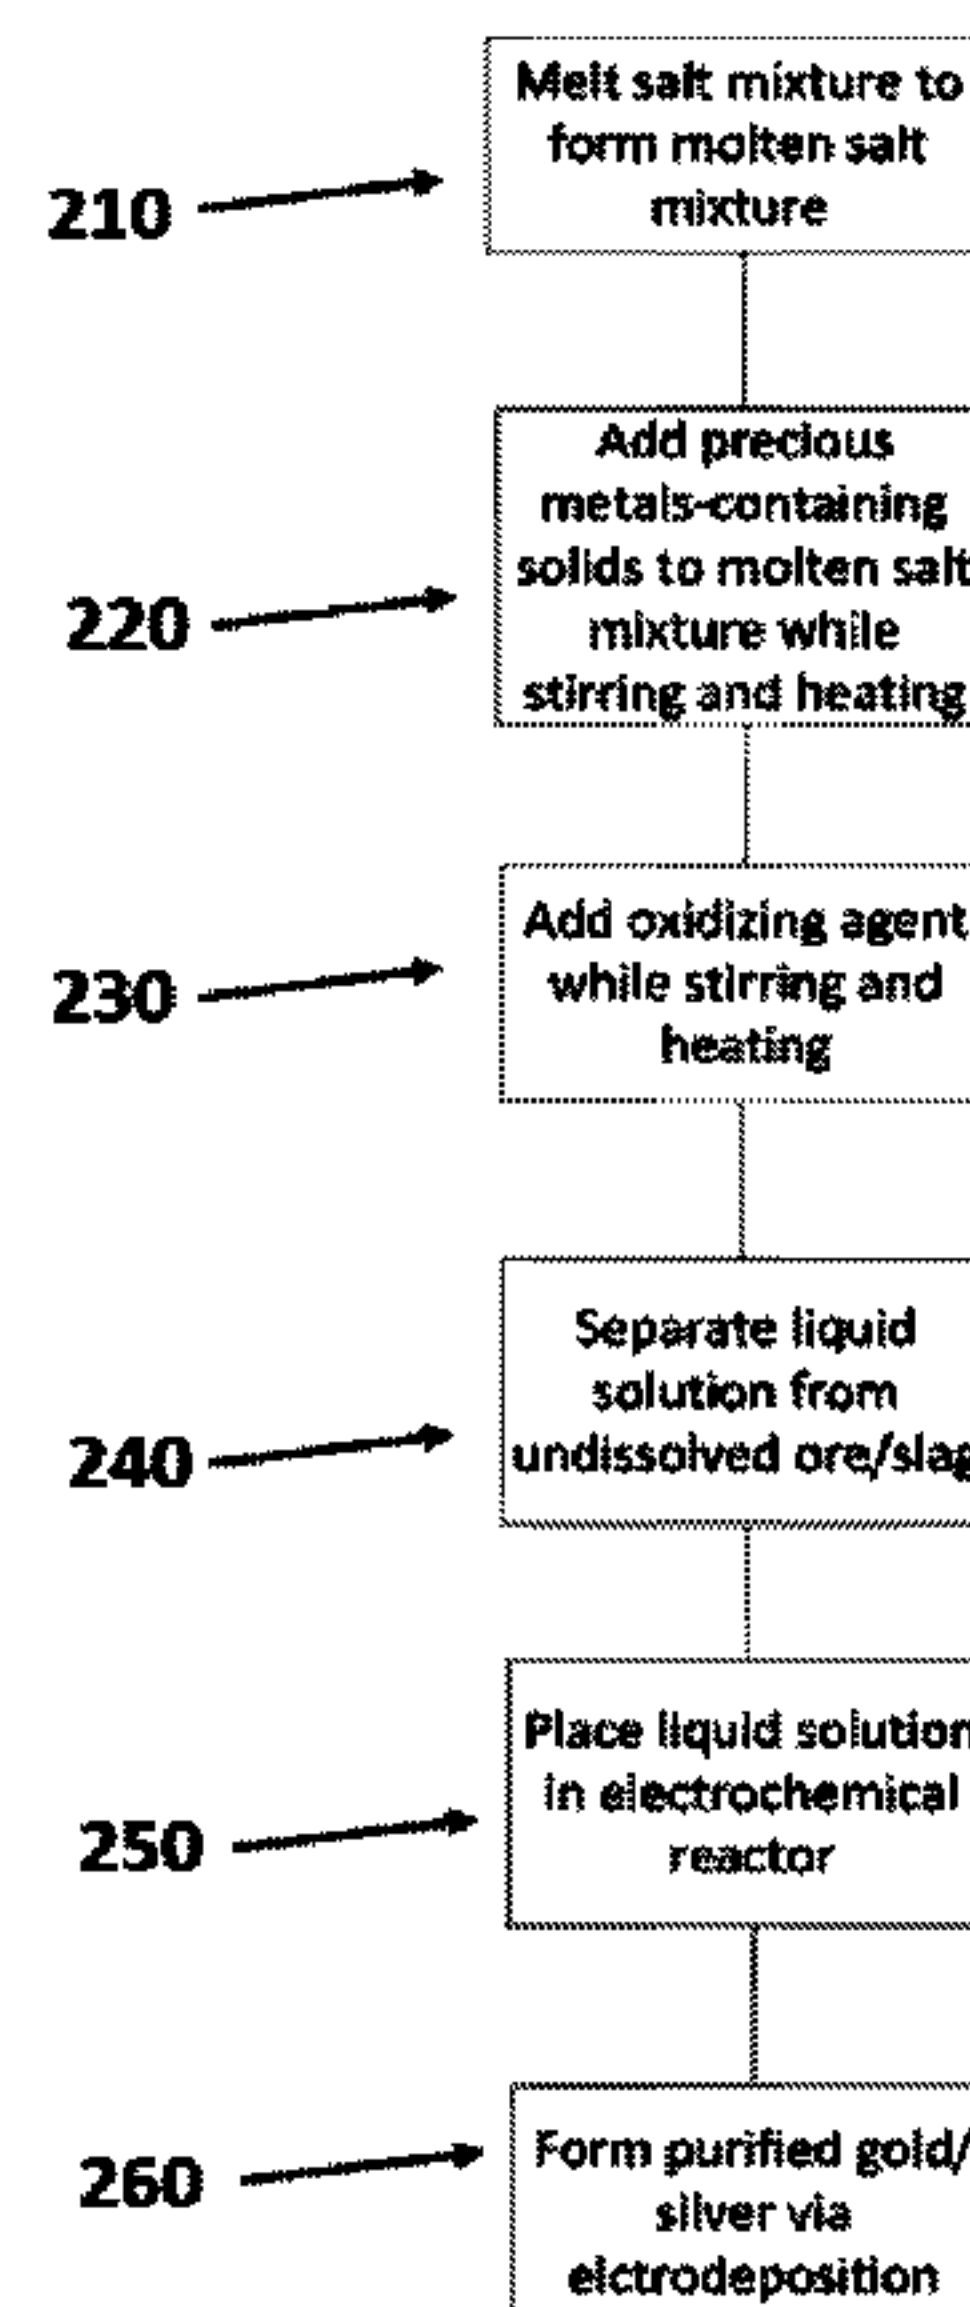 210
Melt salt mixture to
form molten salt
mixture
220
Add precious
metals-containing
solids to molten salt
mixture while
stirring and heating
230
Add oxidizing agent
while stirring and
heating
240
Separate liquid
solution from
undissolved ore/slag
250
Place liquid solution
in electrochemical
reactor
260
Form purified gold/
silver via
elctrodeposition